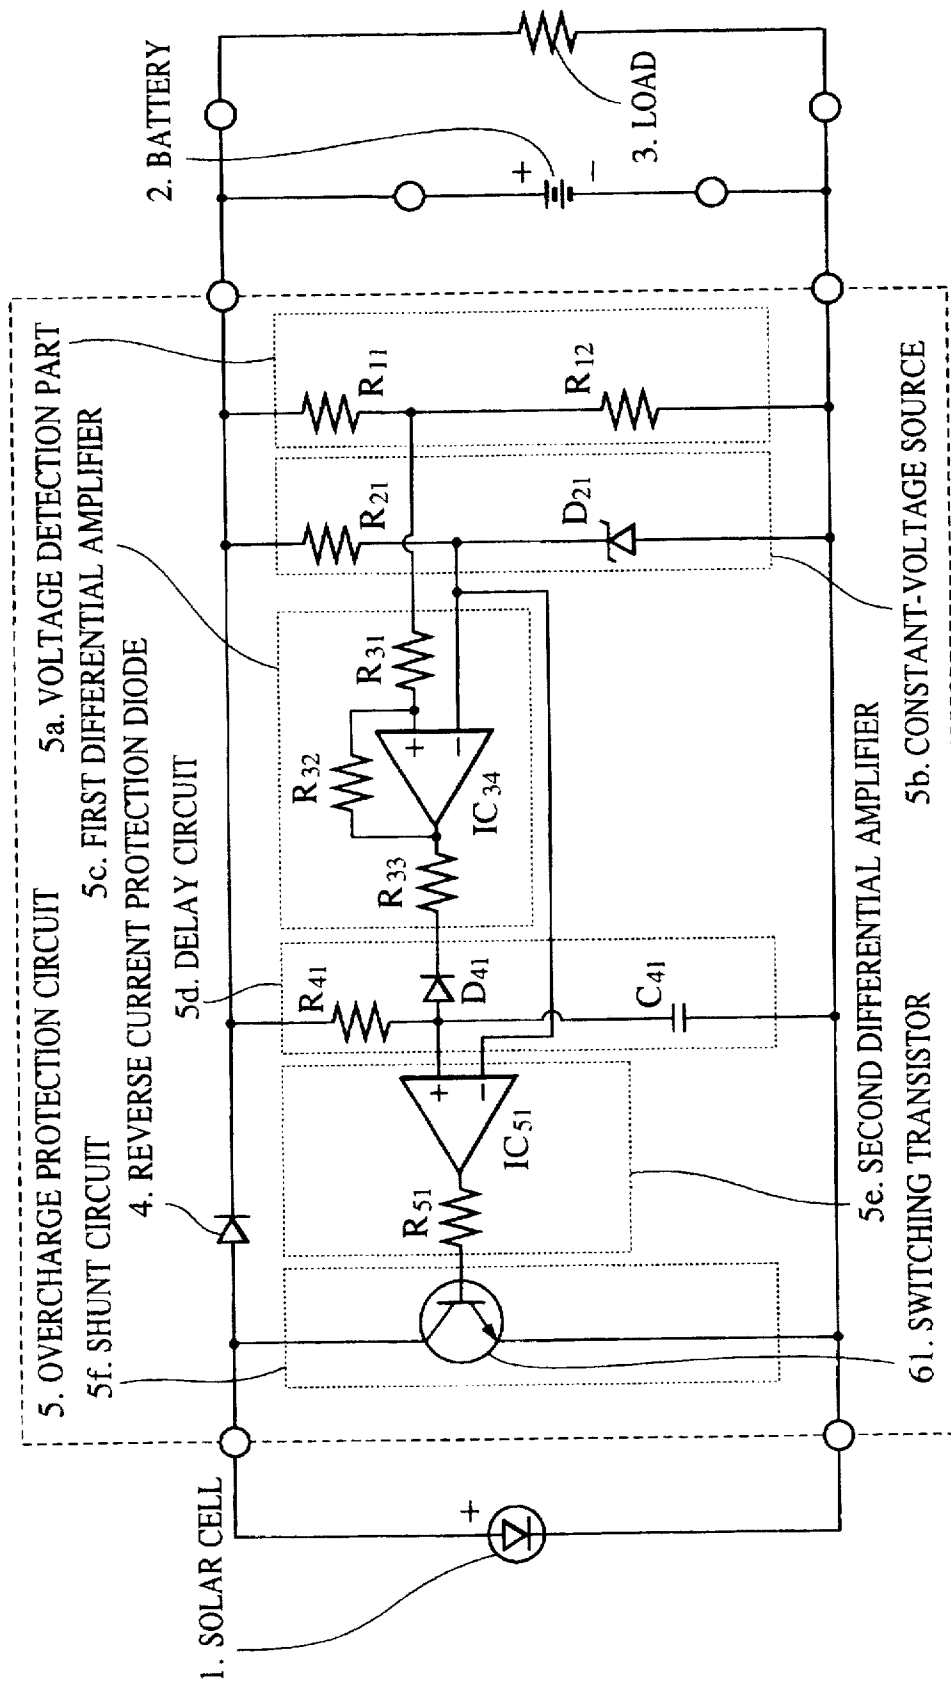 5. OVERCHARGE PROTECTION CIRCUIT
5a. VOLTAGE DETECTION PART
5f. SHUNT CIRCUIT
5c. FIRST DIFFERENTIAL AMPLIFIER
4. REVERSE CURRENT PROTECTION DIODE
2. BATTERY
5d. DELAY CIRCUIT
1. SOLAR CELL
R41
R32
R21
R11
R51
R33
R31
+
-
+
-
+
+
-
IC51
D41
IC34
D21
R12
C41
3. LOAD
5e. SECOND DIFFERENTIAL AMPLIFIER
61. SWITCHING TRANSISTOR
5b. CONSTANT-VOLTAGE SOURCE